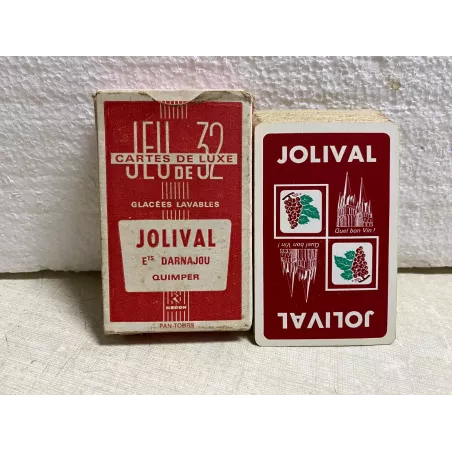 JEU DE 32
CARTES DE LUXE
GLACÉES LAVABLES
JOLIVAL
Ets DARNAJOU
QUIMPER
PAN-TOBRS
JOLIVAL
Quel bon Vin !
Quel bon Vin !
JOLIVAL